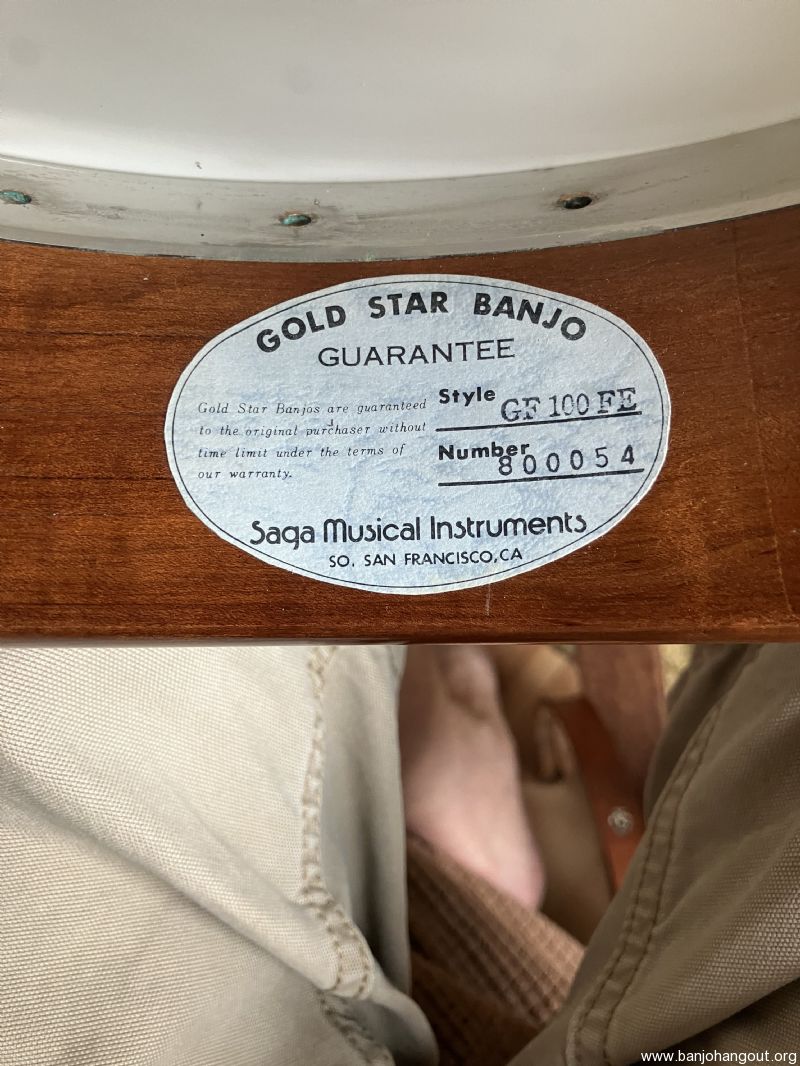 GOLD STAR BANJO
GUARANTEE
Gold Star Banjos are guaranteed
to the original purchaser without
time limit under the terms of
our warranty.
Style GF 100 FE
Number 800054
Saga Musical Instruments
SO. SAN FRANCISCO, CA
www.banjohangout.org